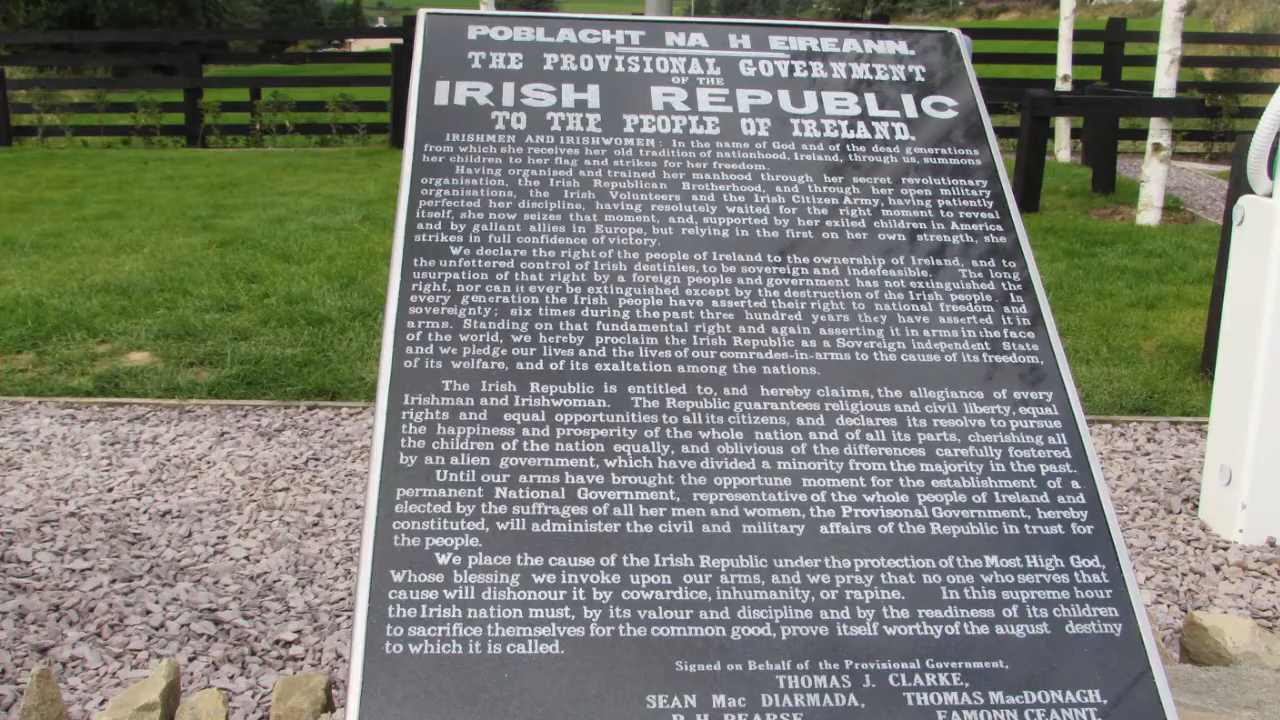 POBLACHT NA H EIREANN.
THE PROVISIONAL GOVERNMENT
OF THE
IRISH REPUBLIC
TO THE PEOPLE OF IRELAND.
IRISHMEN AND IRISHWOMEN: In the name of God and of the dead generations
from which she receives her old tradition of nationhood, Ireland, through us, summons
her children to her flag and strikes for her freedom.
Having organised and trained her manhood through her secret revolutionary
organisation, the Irish Republican Brotherhood, and through her open military
organisations, the Irish Volunteers and the Irish Citizen Army, having patiently
perfected her discipline, having resolutely waited for the right moment to reveal
itself, she now seizes that moment, and, supported by her exiled children in America
and by gallant allies in Europe, but relying in the first on her own strength, she
strikes in full confidence of victory.
We declare the right of the people of Ireland to the ownership of Ireland, and to
the unfettered control of Irish destinies, to be sovereign and indefeasible. The long
usurpation of that right by a foreign people and government has not extinguished the
right, nor can it ever be extinguished except by the destruction of the Irish people. In
every generation the Irish people have asserted their right to national freedom and
sovereignty; six times during the past three hundred years they have asserted it in
arms. Standing on that fundamental right and again asserting it in arms in the face
of the world, we hereby proclaim the Irish Republic as a Sovereign independent State
and we pledge our lives and the lives of our comrades-in-arms to the cause of its freedom,
of its welfare, and of its exaltation among the nations.
The Irish Republic is entitled to, and hereby claims, the allegiance of every
Irishman and Irishwoman. The Republic guarantees religious and civil liberty, equal
rights and equal opportunities to all its citizens, and declares its resolve to pursue
the happiness and prosperity of the whole nation and of all its parts, cherishing all
the children of the nation equally, and oblivious of the differences carefully fostered
by an alien government, which have divided a minority from the majority in the past.
Until our arms have brought the opportune moment for the establishment of a
permanent National Government, representative of the whole people of Ireland and
elected by the suffrages of all her men and women, the Provisonal Government, hereby
constituted, will administer the civil and military affairs of the Republic in trust for
the people.
We place the cause of the Irish Republic under the protection of the Most High God,
Whose blessing we invoke upon our arms, and we pray that no one who serves that
cause will dishonour it by cowardice, inhumanity, or rapine. In this supreme hour
the Irish nation must, by its valour and discipline and by the readiness of its children
to sacrifice themselves for the common good, prove itself worthy of the august destiny
to which it is called.
Signed on Behalf of the Provisional Government,
THOMAS J. CLARKE,
SEAN Mac DIARMADA, THOMAS MacDONAGH,
P. H. PEARSE, EAMONN CEANNT,